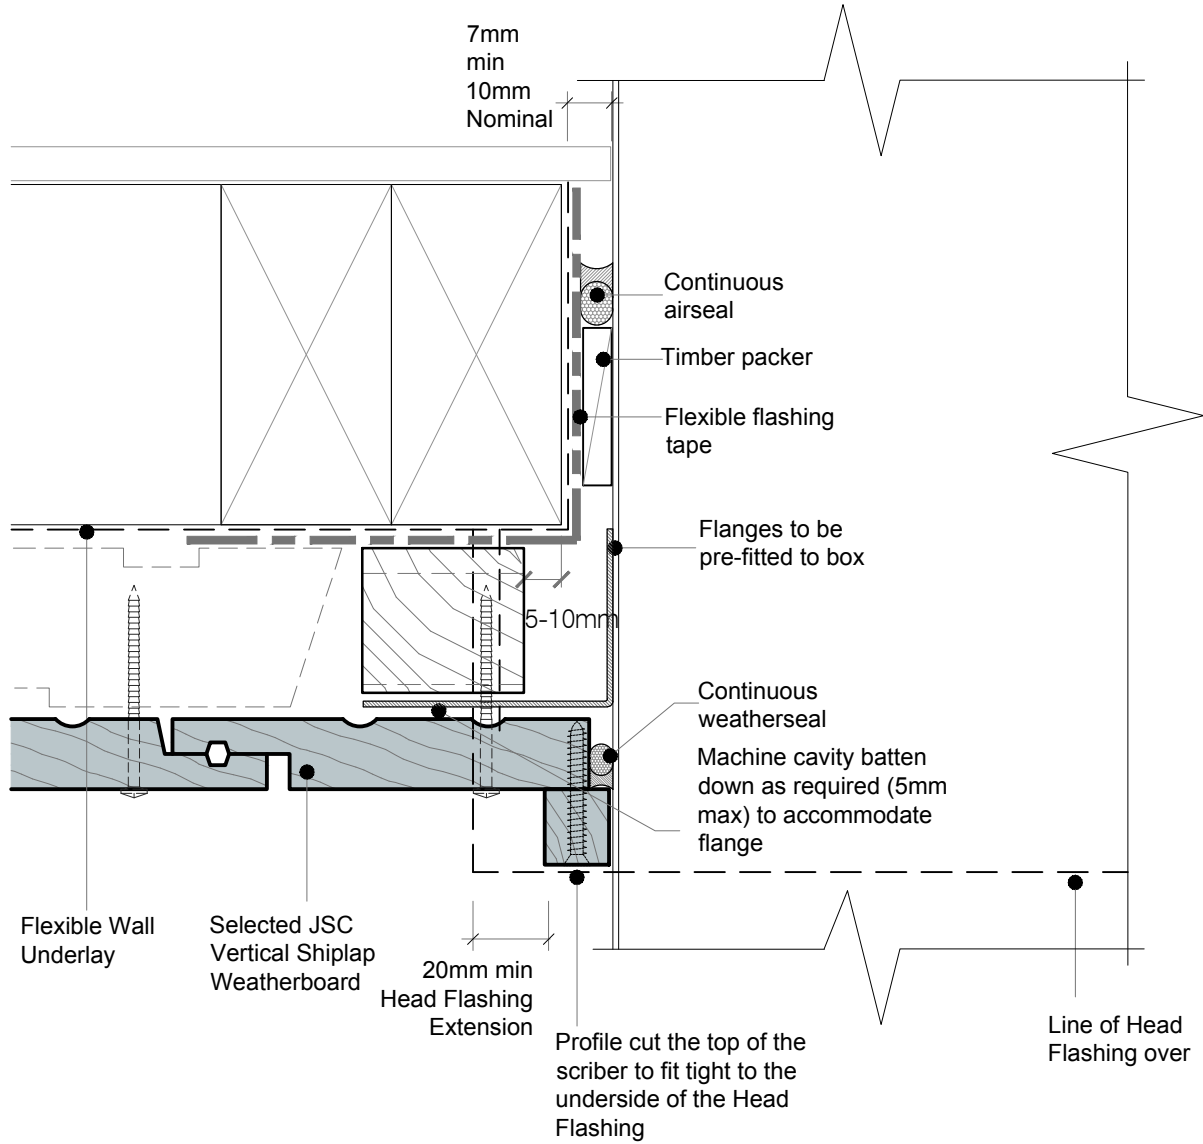 7mm
min
10mm
Nominal
Continuous
airseal
Timber packer
Flexible flashing
tape
Flanges to be
pre-fitted to box
5-10mm
Continuous
weatherseal
Machine cavity batten
down as required (5mm
max) to accommodate
flange
Flexible Wall
Underlay
Selected JSC
Vertical Shiplap
Weatherboard
20mm min
Head Flashing
Extension
Profile cut the top of the
scriber to fit tight to the
underside of the Head
Flashing
Line of Head
Flashing over